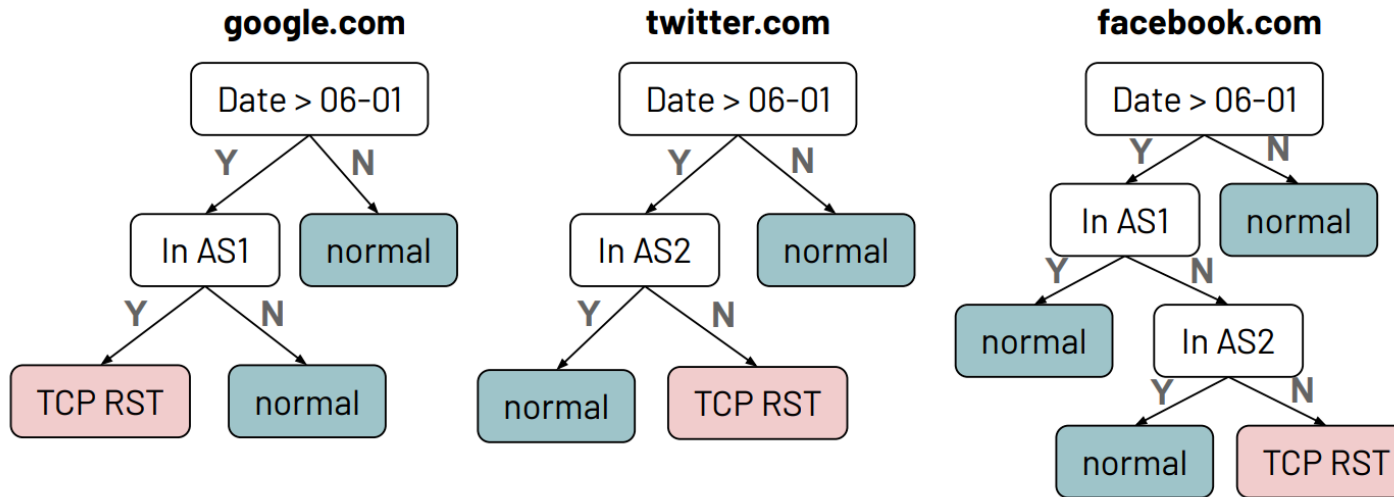 google.com
Date > 06-01
Y
N
In AS1
normal
Y
N
TCP RST
normal
twitter.com
Date > 06-01
Y
N
In AS2
normal
Y
N
normal
TCP RST
facebook.com
Date > 06-01
Y
N
In AS1
normal
Y
N
normal
In AS2
Y
N
normal
TCP RST